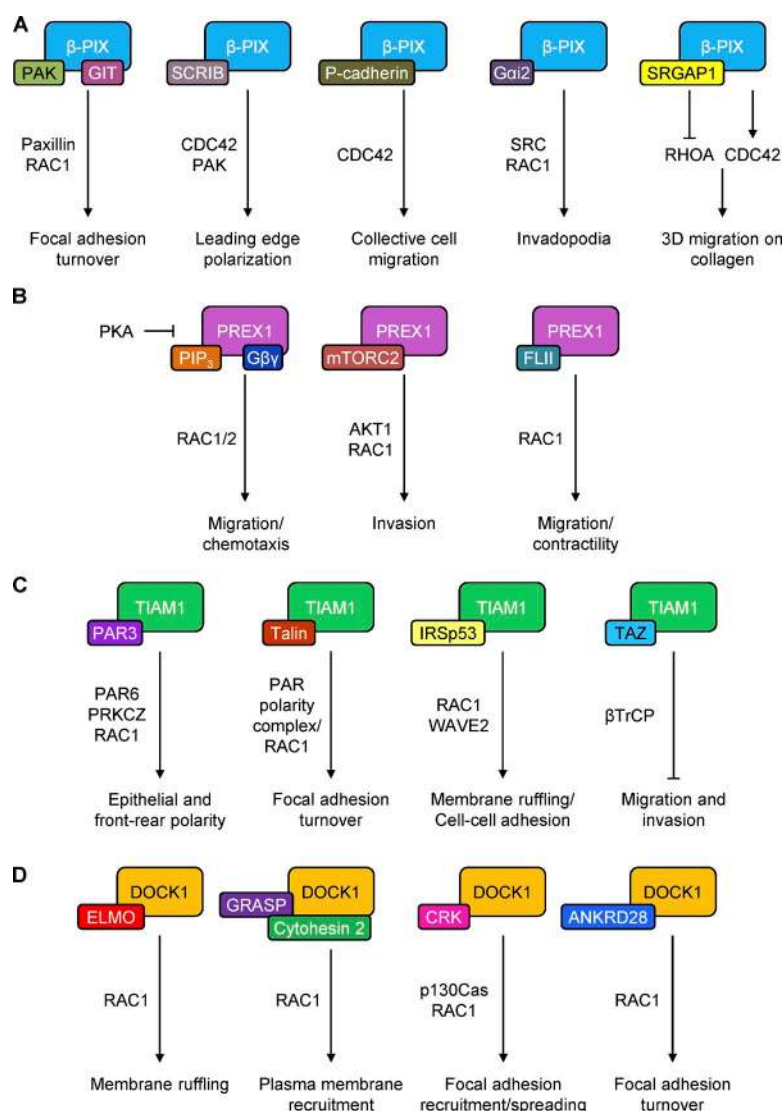 A
β-PIX
PAK
GIT
Paxillin
RAC1
Focal adhesion
turnover
β-PIX
SCRIB
CDC42
PAK
Leading edge
polarization
β-PIX
P-cadherin
CDC42
Collective cell
migration
β-PIX
Gαi2
SRC
RAC1
Invadopodia
β-PIX
SRGAP1
RHOA
CDC42
3D migration on
collagen
B
PKA
PREX1
PIP₃
Gβγ
RAC1/2
Migration/
chemotaxis
PREX1
mTORC2
AKT1
RAC1
Invasion
PREX1
FLII
RAC1
Migration/
contractility
C
TIAM1
PAR3
PAR6
PRKCZ
RAC1
Epithelial and
front-rear polarity
TIAM1
Talin
PAR
polarity
complex/
RAC1
Focal adhesion
turnover
TIAM1
IRSp53
RAC1
WAVE2
Membrane ruffling/
Cell-cell adhesion
TIAM1
TAZ
βTrCP
Migration and
invasion
D
DOCK1
ELMO
RAC1
Membrane ruffling
DOCK1
GRASP
Cytohesin 2
RAC1
Plasma membrane
recruitment
DOCK1
CRK
p130Cas
RAC1
Focal adhesion
recruitment/spreading
DOCK1
ANKRD28
RAC1
Focal adhesion
turnover